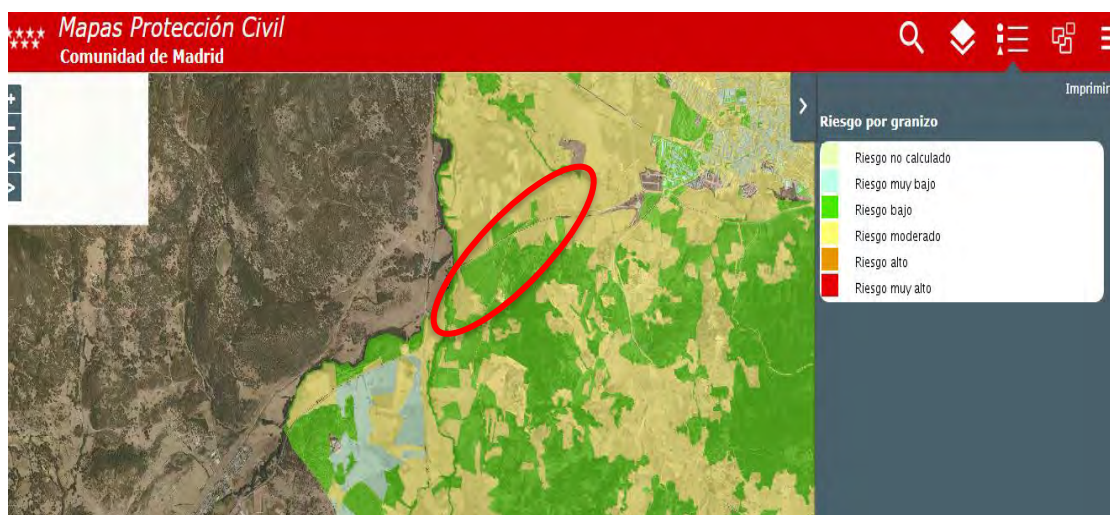 Mapas Protección Civil
Comunidad de Madrid
Imprimir
Riesgo por granizo
Riesgo no calculado
Riesgo muy bajo
Riesgo bajo
Riesgo moderado
Riesgo alto
Riesgo muy alto